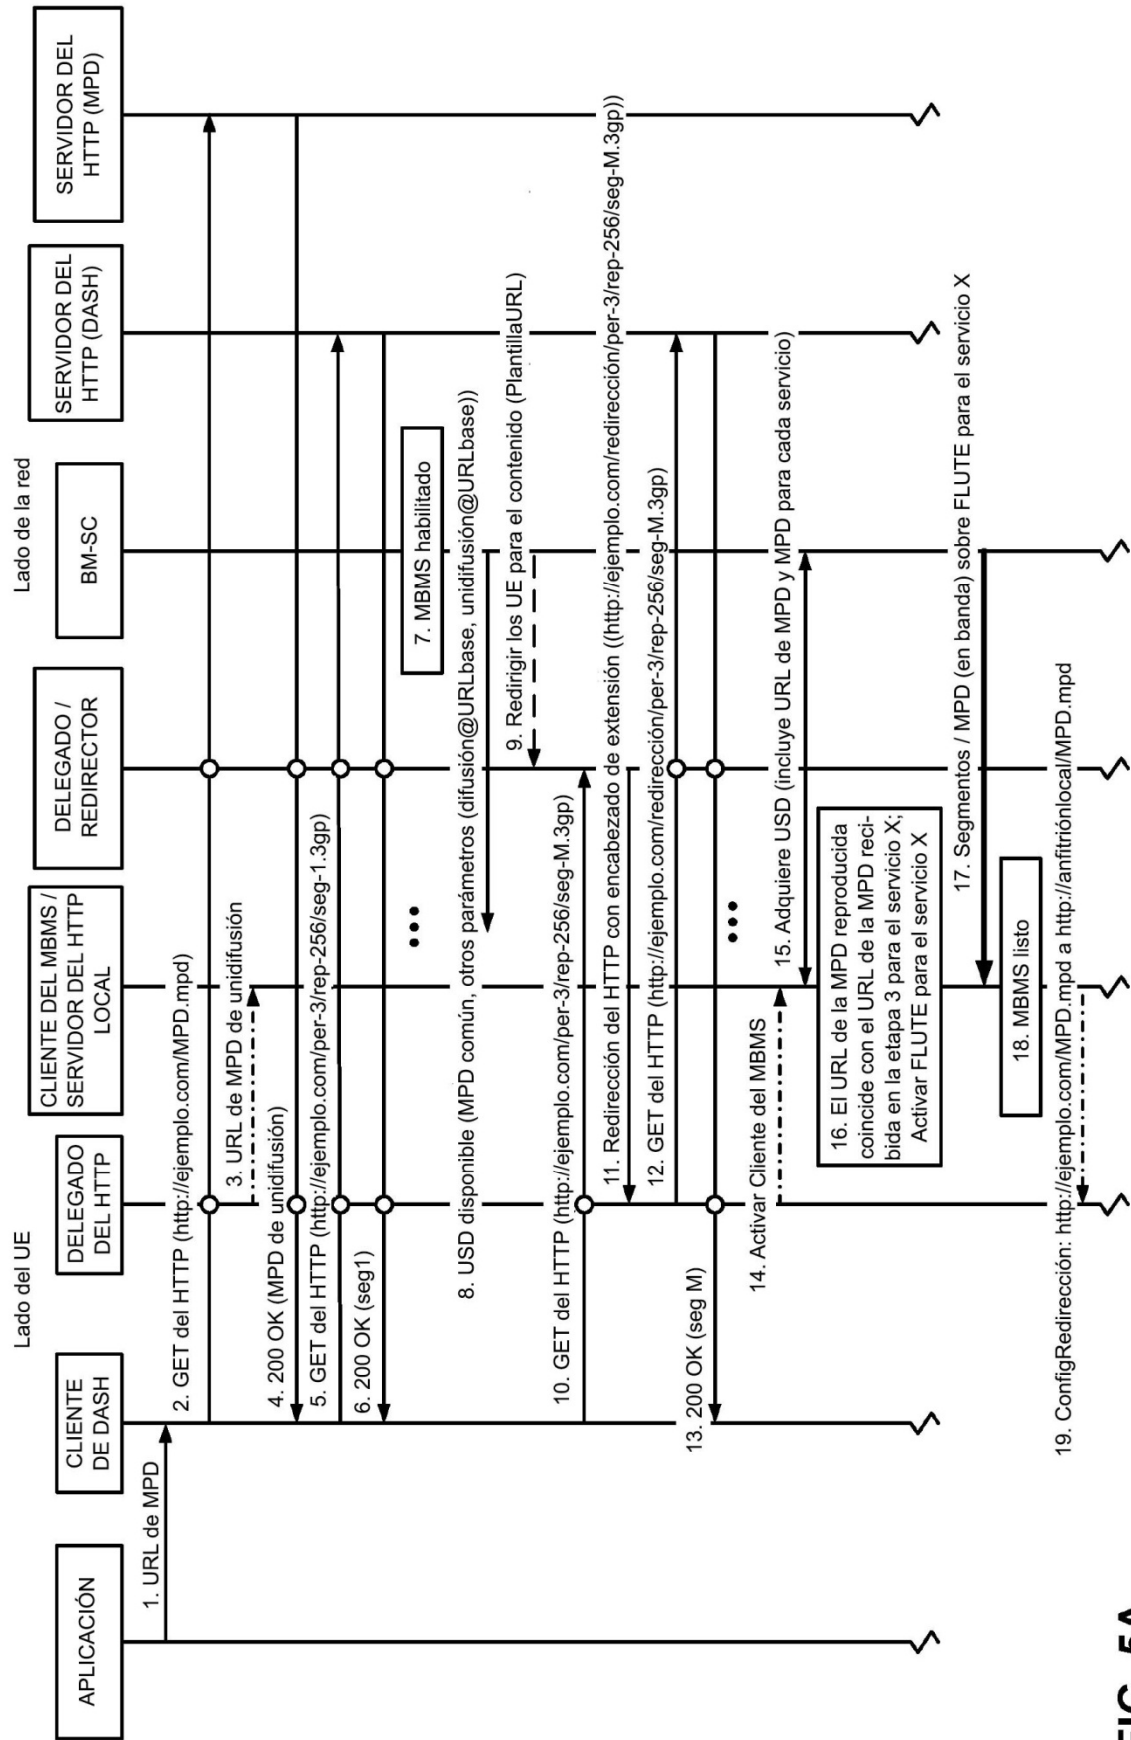 Lado del UE
Lado de la red
APLICACIÓN
CLIENTE
DE DASH
DELEGADO
DEL HTTP
CLIENTE DEL MBMS /
SERVIDOR DEL HTTP
LOCAL
DELEGADO /
REDIRECTOR
BM-SC
SERVIDOR DEL
HTTP (DASH)
SERVIDOR DEL
HTTP (MPD)
1. URL de MPD
2. GET del HTTP (http://ejemplo.com/MPD.mpd)
3. URL de MPD de unidifusión
4. 200 OK (MPD de unidifusión)
5. GET del HTTP (http://ejemplo.com/per-3/rep-256/seg-1.3gp)
6. 200 OK (seg1)
7. MBMS habilitado
8. USD disponible (MPD común, otros parámetros (difusión@URLbase, unidifusión@URLbase))
9. Redirigir los UE para el contenido (PlantillaURL)
10. GET del HTTP (http://ejemplo.com/per-3/rep-256/seg-M.3gp)
11. Redirección del HTTP con encabezado de extensión ((http://ejemplo.com/redirección/per-3/rep-256/seg-M.3gp))
12. GET del HTTP (http://ejemplo.com/redirección/per-3/rep-256/seg-M.3gp)
13. 200 OK (seg M)
14. Activar Cliente del MBMS
15. Adquiere USD (incluye URL de MPD y MPD para cada servicio)
16. El URL de la MPD reproducida
coincide con el URL de la MPD reci-
bida en la etapa 3 para el servicio X;
Activar FLUTE para el servicio X
17. Segmentos / MPD (en banda) sobre FLUTE para el servicio X
18. MBMS listo
19. ConfigRedirección: http://ejemplo.com/MPD.mpd a http://anfitriónlocal/MPD.mpd
FIG. 5A